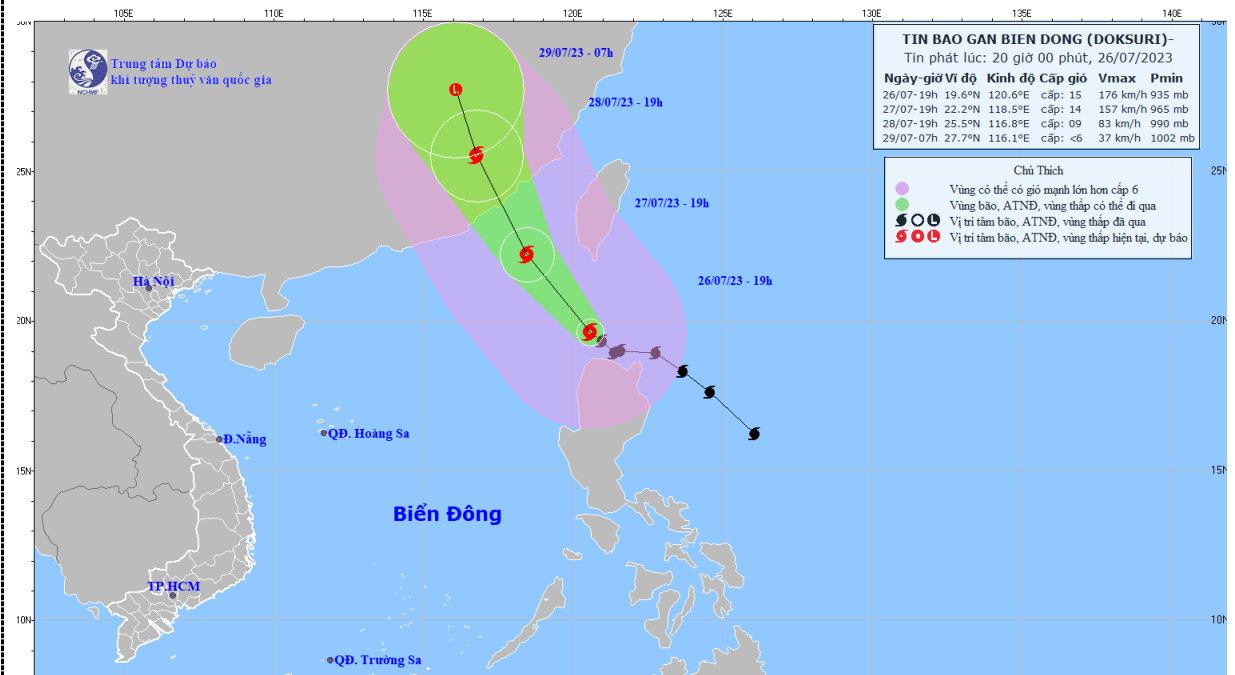 105E 110E 115E 120E 125E 130E 135E 140E
30N
TIN BAO GAN BIEN DONG (DOKSURI)-
Tin phát lúc: 20 giờ 00 phút, 26/07/2023
Ngày-giờ Vĩ độ Kinh độ Cấp gió Vmax Pmin
26/07-19h 19.6°N 120.6°E cấp: 15 176 km/h 935 mb
27/07-19h 22.2°N 118.5°E cấp: 14 157 km/h 965 mb
28/07-19h 25.5°N 116.8°E cấp: 09 83 km/h 990 mb
29/07-07h 27.7°N 116.1°E cấp: <6 37 km/h 1002 mb
Trung tâm Dự báo
khí tượng thuỷ văn quốc gia
NCHMF
29/07/23 - 07h
L
28/07/23 - 19h
Chú Thích
Vùng có thể có gió mạnh lớn hơn cấp 6
Vùng bão, ATNĐ, vùng thấp có thể đi qua
L Vị trí tâm bão, ATNĐ, vùng thấp đã qua
L Vị trí tâm bão, ATNĐ, vùng thấp hiện tại, dự báo
25N
27/07/23 - 19h
26/07/23 - 19h
Hà Nội
20N 20N
Đ.Nẵng
QĐ. Hoàng Sa
15N 15N
Biển Đông
TP.HCM
10N 10N
QĐ. Trường Sa